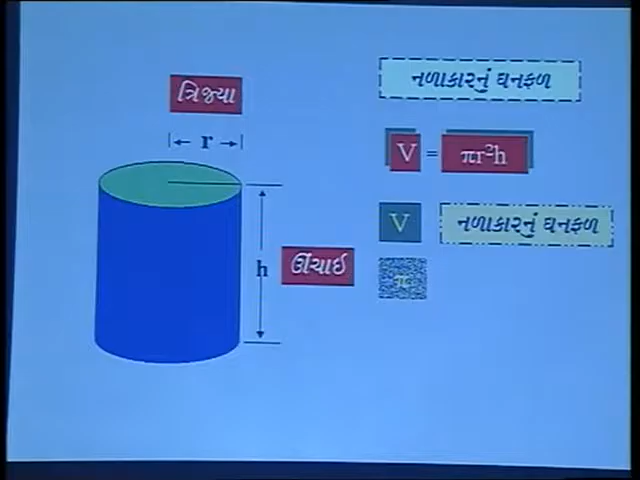 ત્રિજ્યા
r
h
ઊંચાઇ
નળાકારનું ઘનફળ
V = πr²h
V નળાકારનું ઘનફળ
π